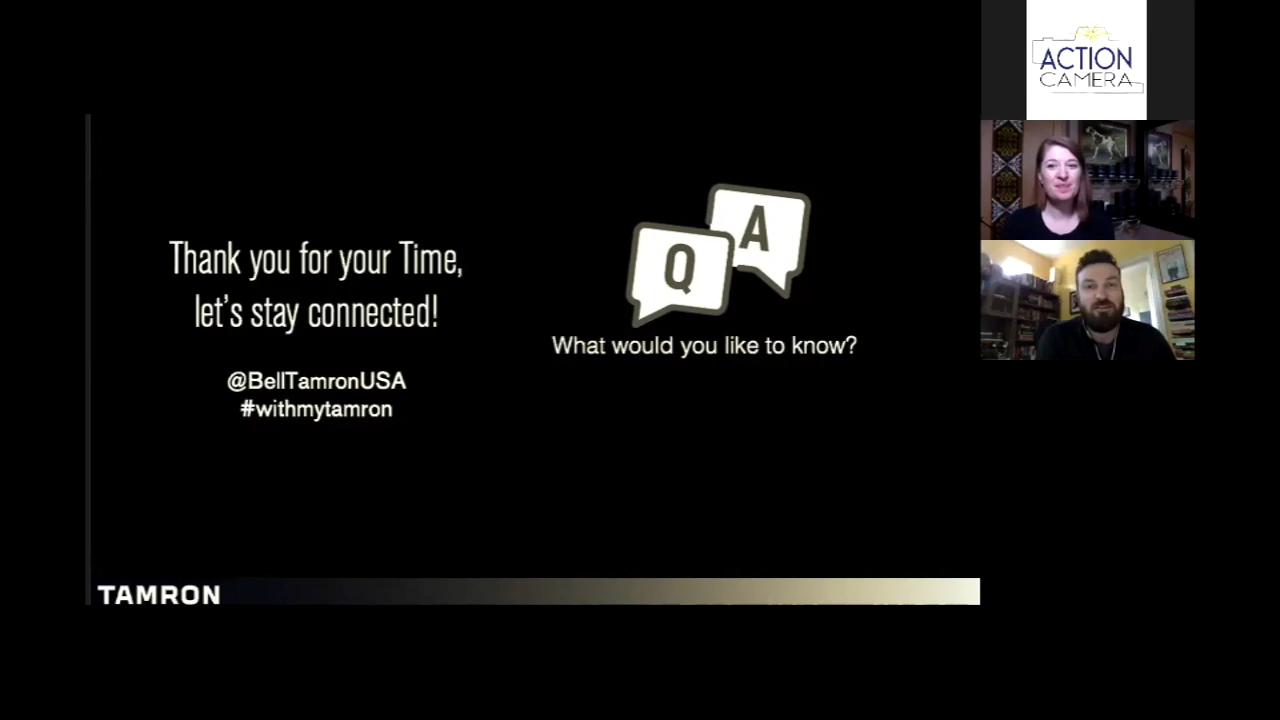 Thank you for your Time,
let's stay connected!
@BellTamronUSA
#withmytamron
Q
A
What would you like to know?
TAMRON
ACTION
CAMERA